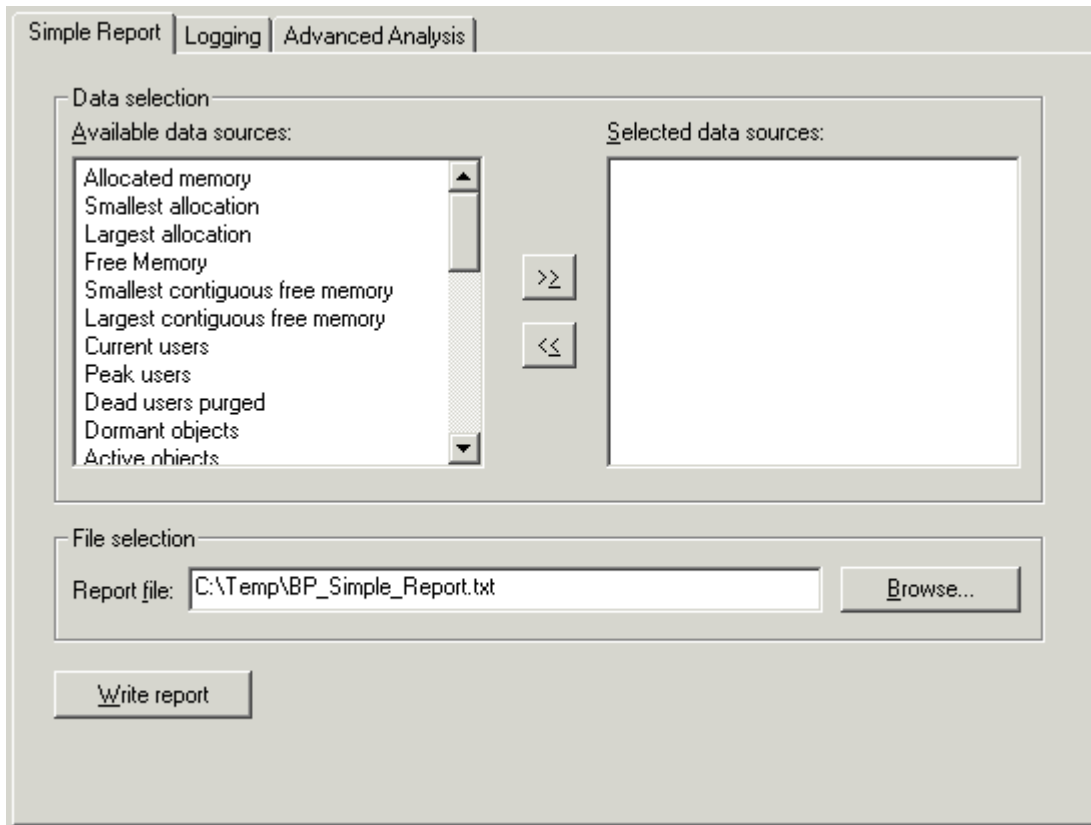 Simple Report
Logging
Advanced Analysis
Data selection
Available data sources:
Selected data sources:
Allocated memory
Smallest allocation
Largest allocation
Free Memory
Smallest contiguous free memory
Largest contiguous free memory
Current users
Peak users
Dead users purged
Dormant objects
Active objects
>>
<<
File selection
Report file:
C:\Temp\BP_Simple_Report.txt
Browse...
Write report